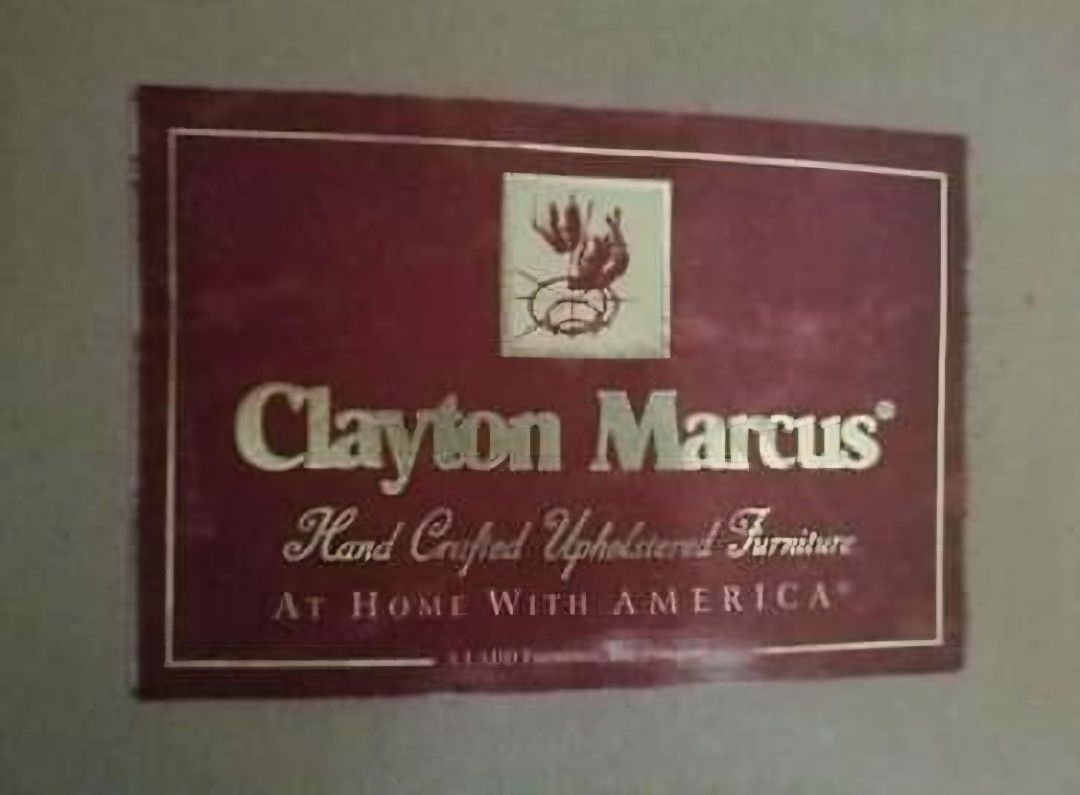 Clayton Marcus®
Hand Crafted Upholstered Furniture
AT HOME WITH AMERICA®